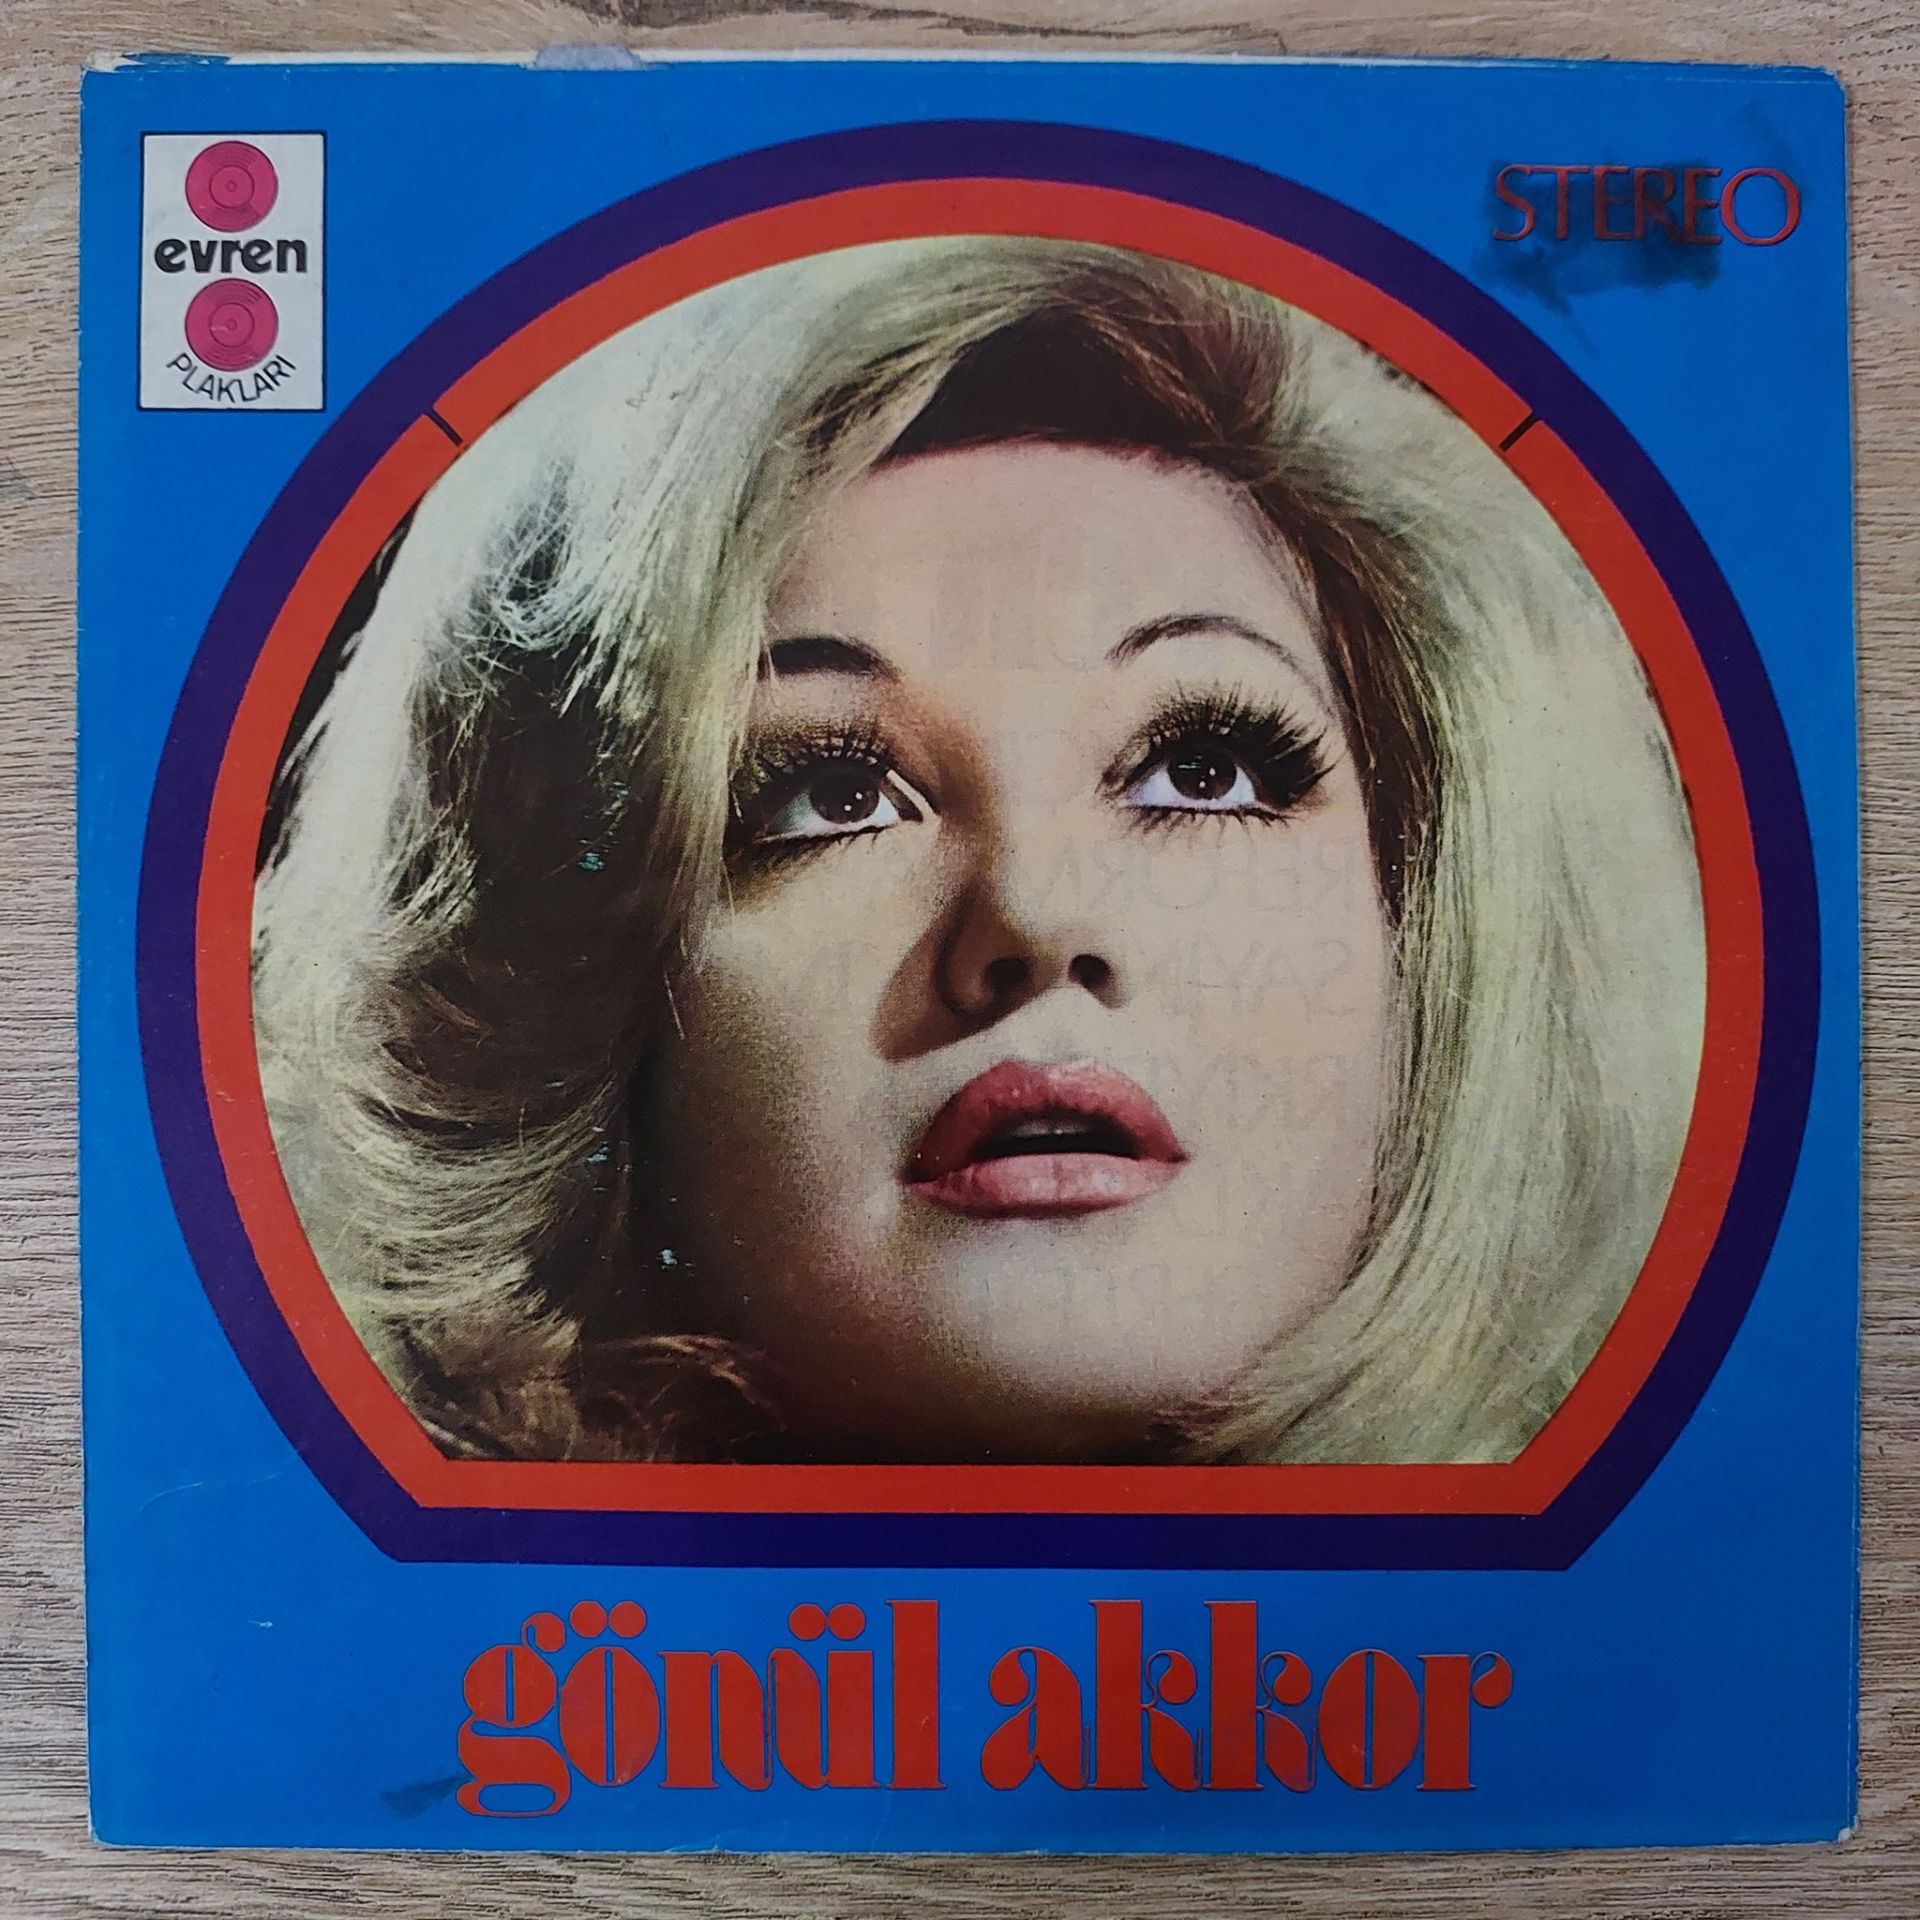 evren
PLAKLARI
STEREO
gönül akkor